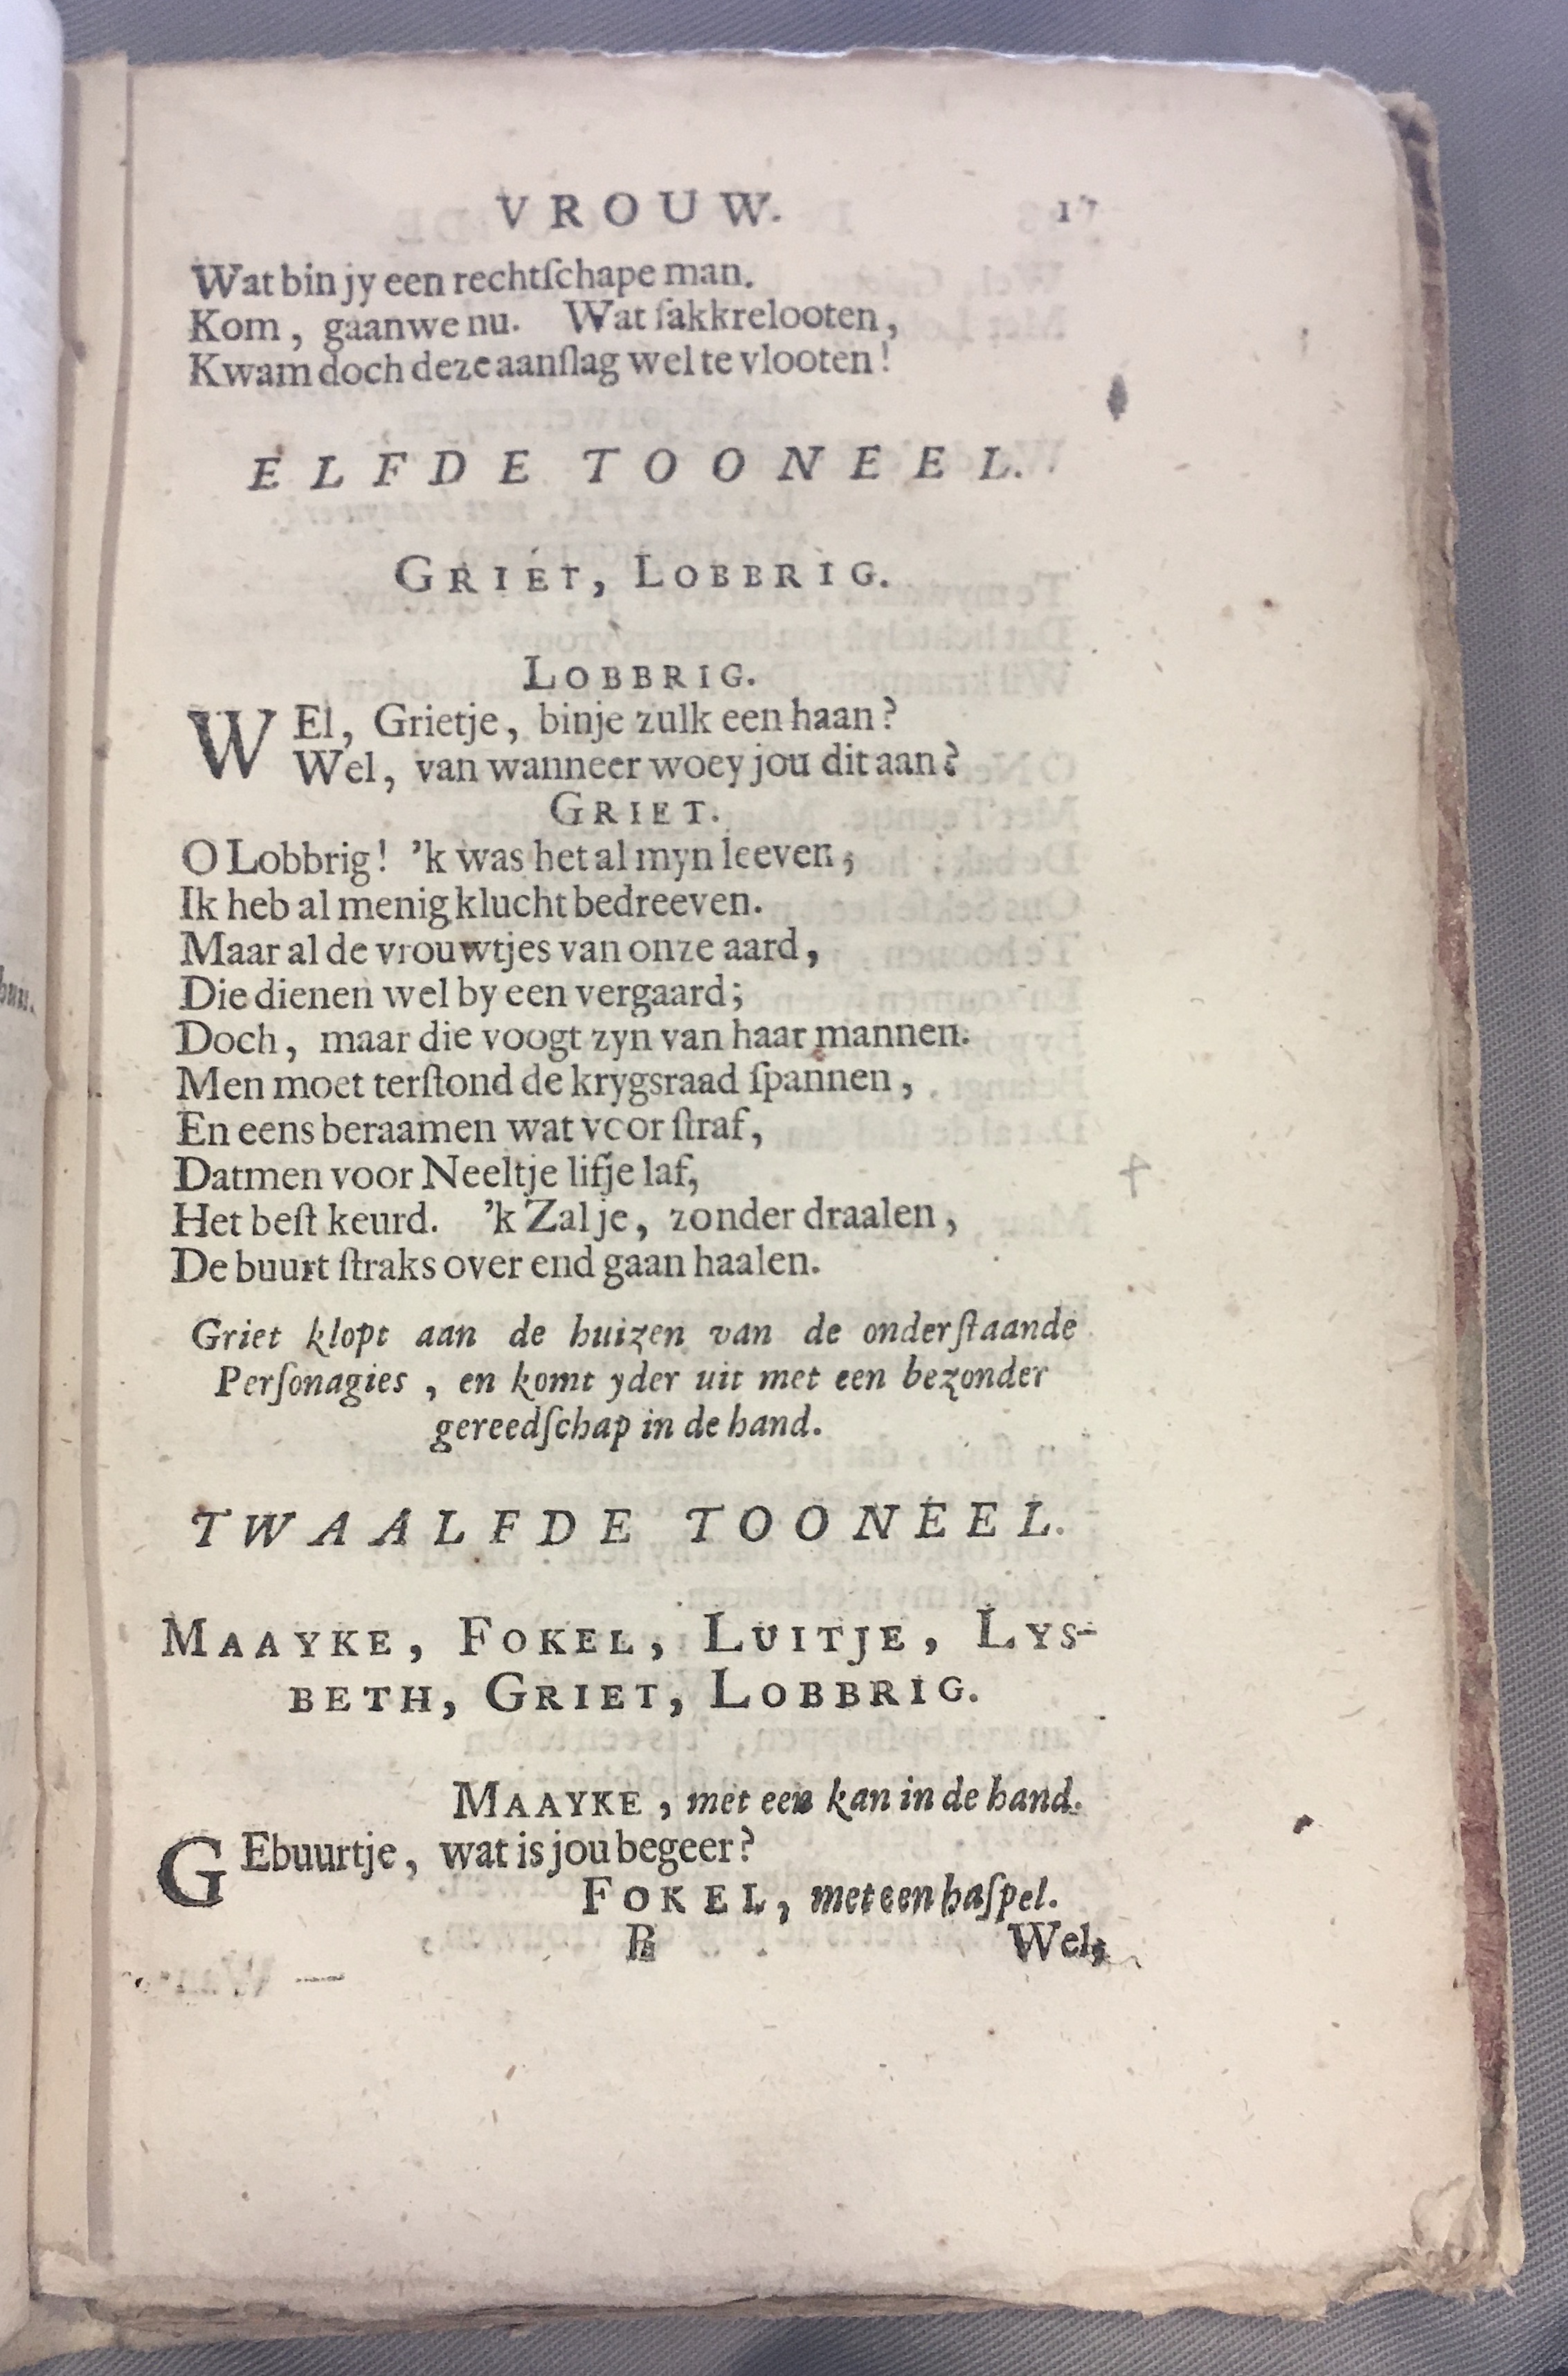 VROUW. 17
Wat bin jy een rechtſchape man.
Kom, gaanwe nu. Wat ſakkrelooten,
Kwam doch deze aanſlag wel te vlooten!
ELFDE TOONEEL.
GRIET, LOBBRIG.
LOBBRIG.
WEl, Grietje, binje zulk een haan?
Wel, van wanneer woey jou dit aan?
GRIET.
O Lobbrig! 'k was het al myn leeven,
Ik heb al menig klucht bedreeven.
Maar al de vrouwtjes van onze aard,
Die dienen wel by een vergaard;
Doch, maar die voogt zyn van haar mannen.
Men moet terſtond de krygsraad ſpannen,
En eens beraamen wat voor ſtraf,
Datmen voor Neeltje lifje laf,
Het beſt keurd. 'k Zal je, zonder draalen,
De buurt ſtraks over end gaan haalen.
Griet klopt aan de huizen van de onderſtaande
Perſonagies, en komt yder uit met een bezonder
gereedſchap in de hand.
TWAALFDE TOONEEL.
MAAYKE, FOKEL, LUITJE, LYS-
BETH, GRIET, LOBBRIG.
MAAYKE, met een kan in de hand.
GEbuurtje, wat is jou begeer?
FOKEL, met een haſpel.
B Wel,